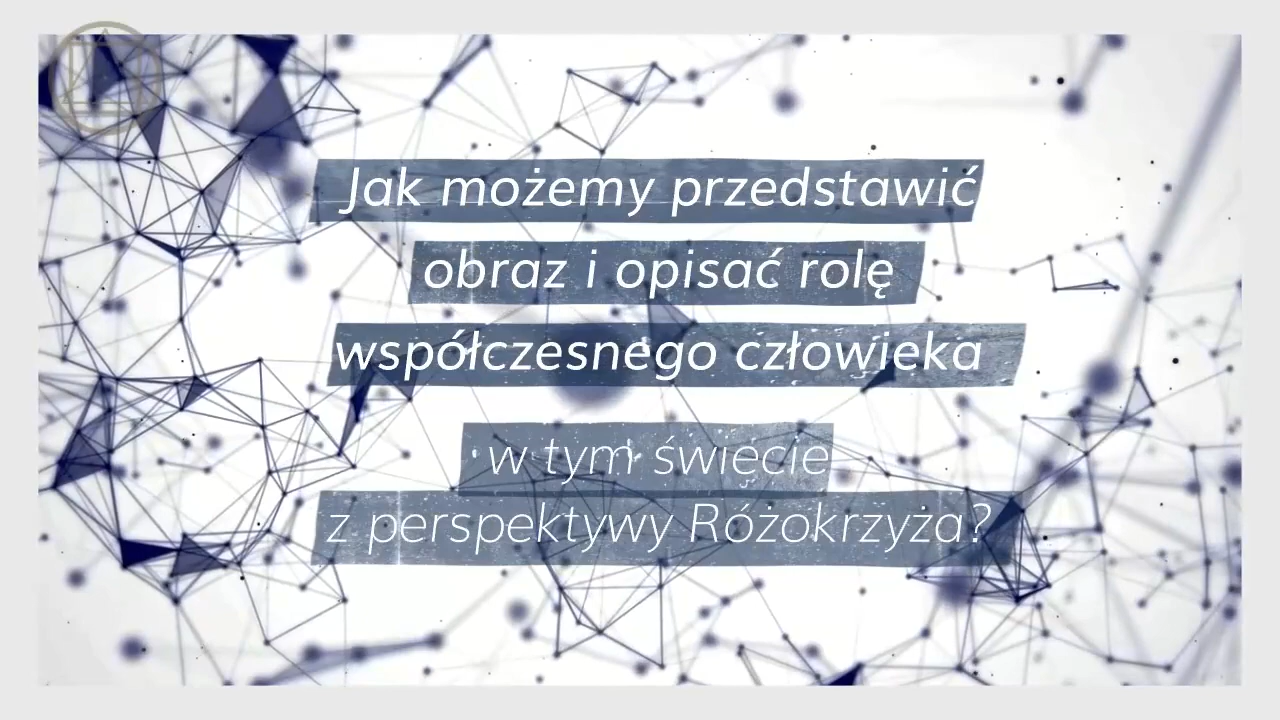 Jak możemy przedstawić
obraz i opisać rolę
współczesnego człowieka
w tym świecie
z perspektywy Różokrzyża?